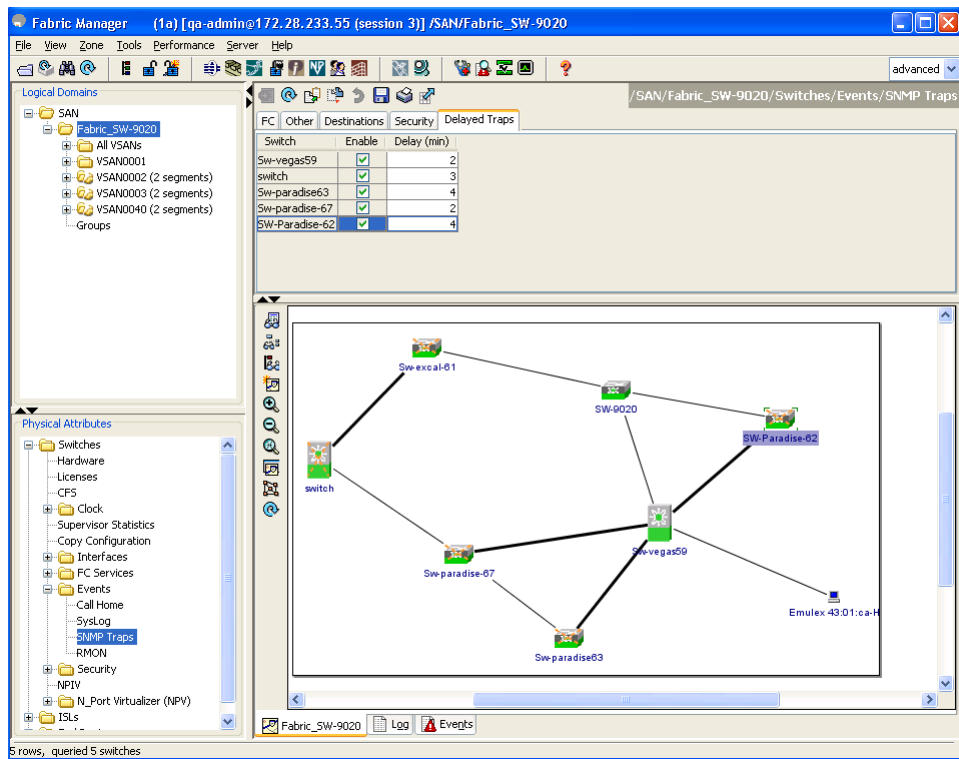 Fabric Manager (1a) [qa-admin@172.28.233.55 (session 3)] /SAN/Fabric_SW-9020
File View Zone Tools Performance Server Help
advanced
Logical Domains
SAN
Fabric_SW-9020
All VSANs
VSAN0001
VSAN0002 (2 segments)
VSAN0003 (2 segments)
VSAN0040 (2 segments)
Groups
/SAN/Fabric_SW-9020/Switches/Events/SNMP Traps
FC Other Destinations Security Delayed Traps
Switch Enable Delay (min)
Sw-vegas59 2
switch 3
Sw-paradise63 4
Sw-paradise-67 2
SW-Paradise-62 4
Physical Attributes
Switches
Hardware
Licenses
CFS
Clock
Supervisor Statistics
Copy Configuration
Interfaces
FC Services
Events
Call Home
SysLog
SNMP Traps
RMON
Security
NPIV
N_Port Virtualizer (NPV)
ISLs
Sw-excal-61
SW-9020
SW-Paradise-62
switch
Sw-vegas59
Sw-paradise-67
Emulex 43:01:ca-H
Sw-paradise63
Fabric_SW-9020 Log Events
5 rows, queried 5 switches